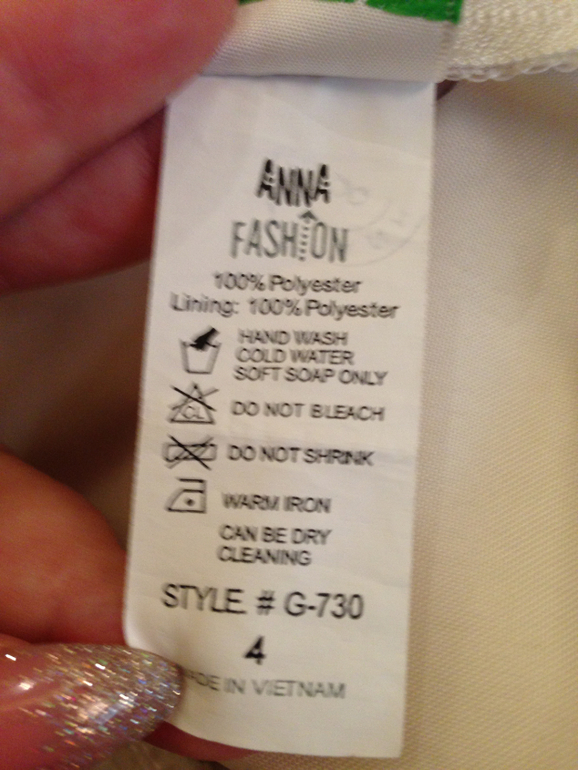 ANNA
FASHION
100% Polyester
Lining: 100% Polyester
HAND WASH
COLD WATER
SOFT SOAP ONLY
CL
DO NOT BLEACH
DO NOT SHRINK
WARM IRON
CAN BE DRY
CLEANING
STYLE # G-730
4
IN VIETNAM